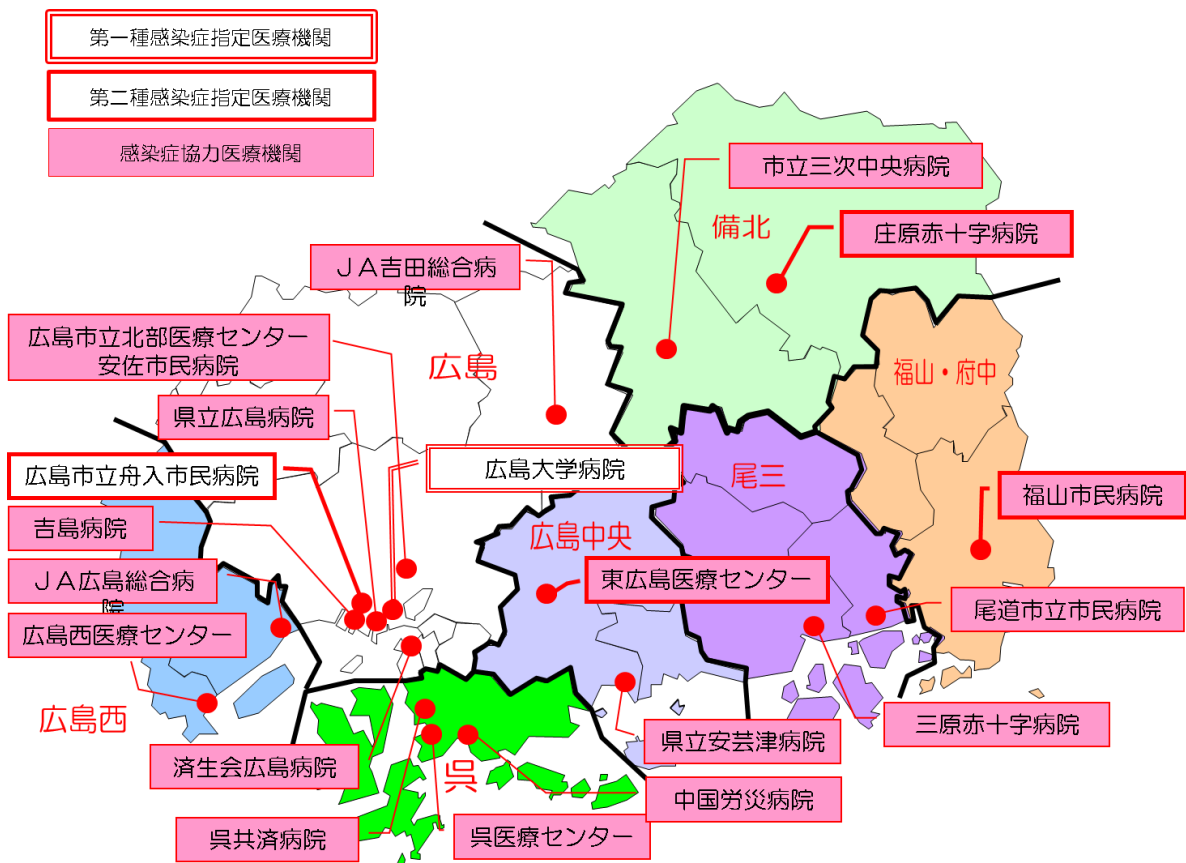 第一種感染症指定医療機関
第二種感染症指定医療機関
感染症協力医療機関
市立三次中央病院
備北
庄原赤十字病院
ＪＡ吉田総合病
院
広島市立北部医療センター
安佐市民病院
広島
福山・府中
県立広島病院
広島市立舟入市民病院
広島大学病院
尾三
福山市民病院
吉島病院
広島中央
ＪＡ広島総合病
院
東広島医療センター
尾道市立市民病院
広島西医療センター
広島西
三原赤十字病院
県立安芸津病院
済生会広島病院
呉
中国労災病院
呉共済病院
呉医療センター